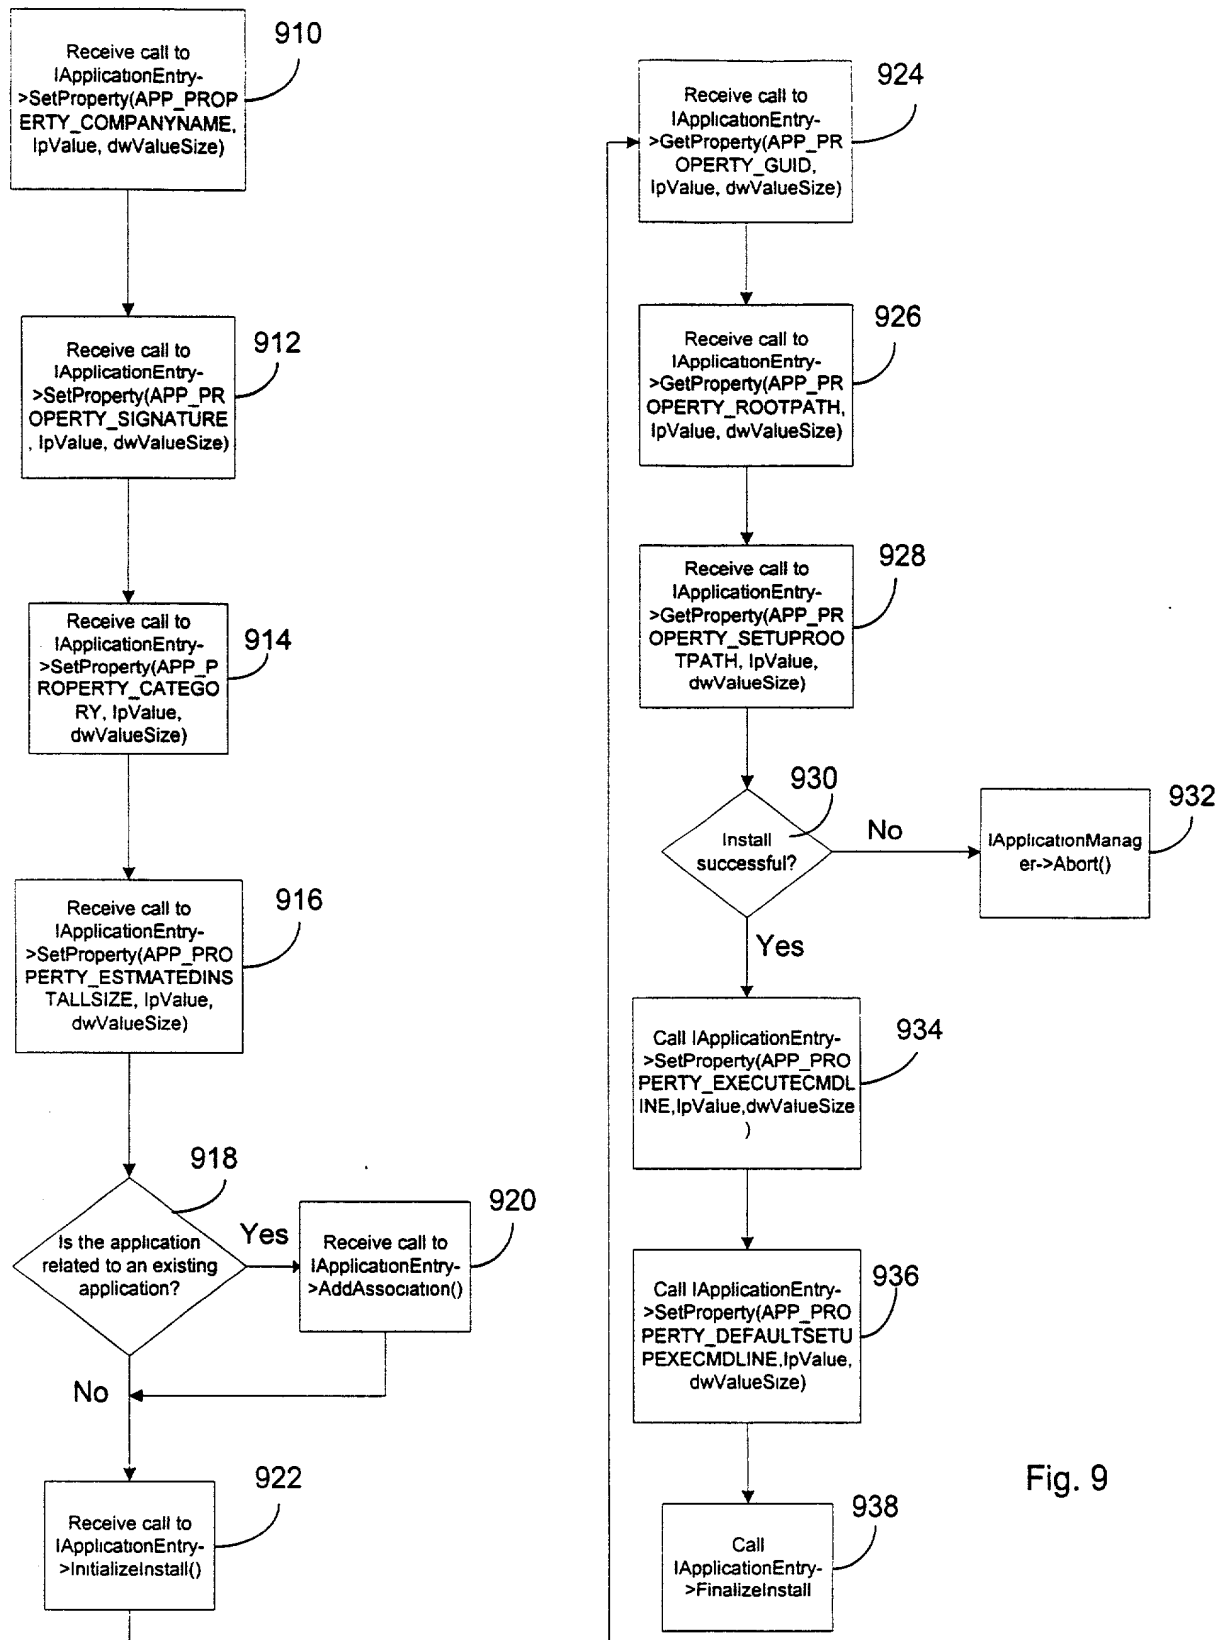 910
Receive call to
IApplicationEntry-
>SetProperty(APP_PROP
ERTY_COMPANYNAME,
lpValue, dwValueSize)
912
Receive call to
IApplicationEntry-
>SetProperty(APP_PR
OPERTY_SIGNATURE
, lpValue, dwValueSize)
914
Receive call to
IApplicationEntry-
>SetProperty(APP_P
ROPERTY_CATEGO
RY, lpValue,
dwValueSize)
916
Receive call to
IApplicationEntry-
>SetProperty(APP_PRO
PERTY_ESTMATEDINS
TALLSIZE, lpValue,
dwValueSize)
918
Is the application
related to an existing
application?
Yes
920
Receive call to
IApplicationEntry-
>AddAssociation()
No
922
Receive call to
IApplicationEntry-
>InitializeInstall()
924
Receive call to
IApplicationEntry-
>GetProperty(APP_PR
OPERTY_GUID,
lpValue, dwValueSize)
926
Receive call to
IApplicationEntry-
>GetProperty(APP_PR
OPERTY_ROOTPATH,
lpValue, dwValueSize)
928
Receive call to
IApplicationEntry-
>GetProperty(APP_PR
OPERTY_SETUPROO
TPATH, lpValue,
dwValueSize)
930
Install
successful?
No
932
IApplicationManag
er->Abort()
Yes
934
Call IApplicationEntry-
>SetProperty(APP_PRO
PERTY_EXECUTECMDL
INE,lpValue,dwValueSize
)
936
Call IApplicationEntry-
>SetProperty(APP_PRO
PERTY_DEFAULTSETU
PEXECMDLINE,lpValue,
dwValueSize)
938
Call
IApplicationEntry-
>FinalizeInstall
Fig. 9